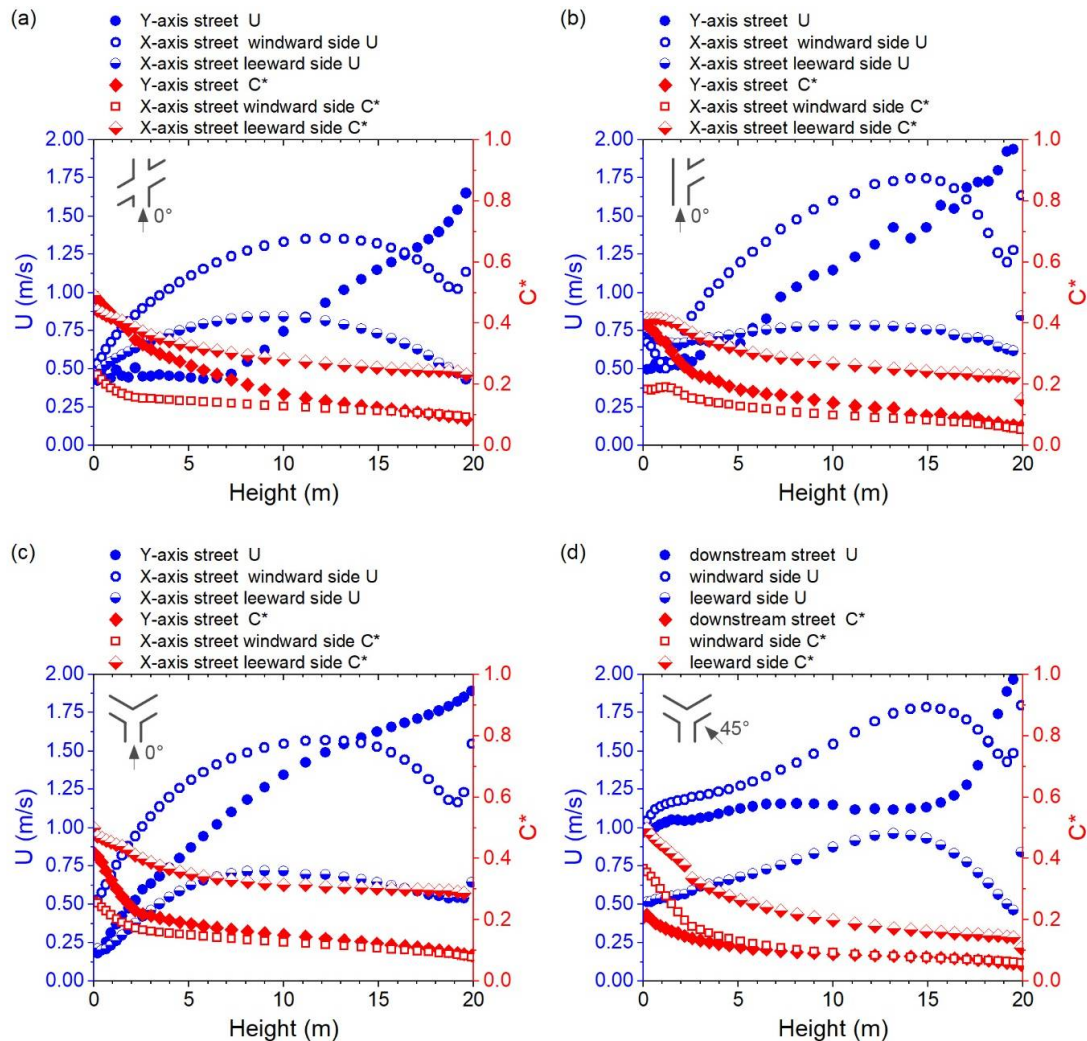 (a)
Y-axis street U
X-axis street windward side U
X-axis street leeward side U
Y-axis street C*
X-axis street windward side C*
X-axis street leeward side C*
2.00
1.75
1.50
1.25
1.00
0.75
0.50
0.25
0.00
U (m/s)
0°
1.0
0.8
0.6
0.4
0.2
0.0
C*
0 5 10 15 20
Height (m)
(b)
Y-axis street U
X-axis street windward side U
X-axis street leeward side U
Y-axis street C*
X-axis street windward side C*
X-axis street leeward side C*
2.00
1.75
1.50
1.25
1.00
0.75
0.50
0.25
0.00
U (m/s)
0°
1.0
0.8
0.6
0.4
0.2
0.0
C*
0 5 10 15 20
Height (m)
(c)
Y-axis street U
X-axis street windward side U
X-axis street leeward side U
Y-axis street C*
X-axis street windward side C*
X-axis street leeward side C*
2.00
1.75
1.50
1.25
1.00
0.75
0.50
0.25
0.00
U (m/s)
0°
1.0
0.8
0.6
0.4
0.2
0.0
C*
0 5 10 15 20
Height (m)
(d)
downstream street U
windward side U
leeward side U
downstream street C*
windward side C*
leeward side C*
2.00
1.75
1.50
1.25
1.00
0.75
0.50
0.25
0.00
U (m/s)
45°
1.0
0.8
0.6
0.4
0.2
0.0
C*
0 5 10 15 20
Height (m)